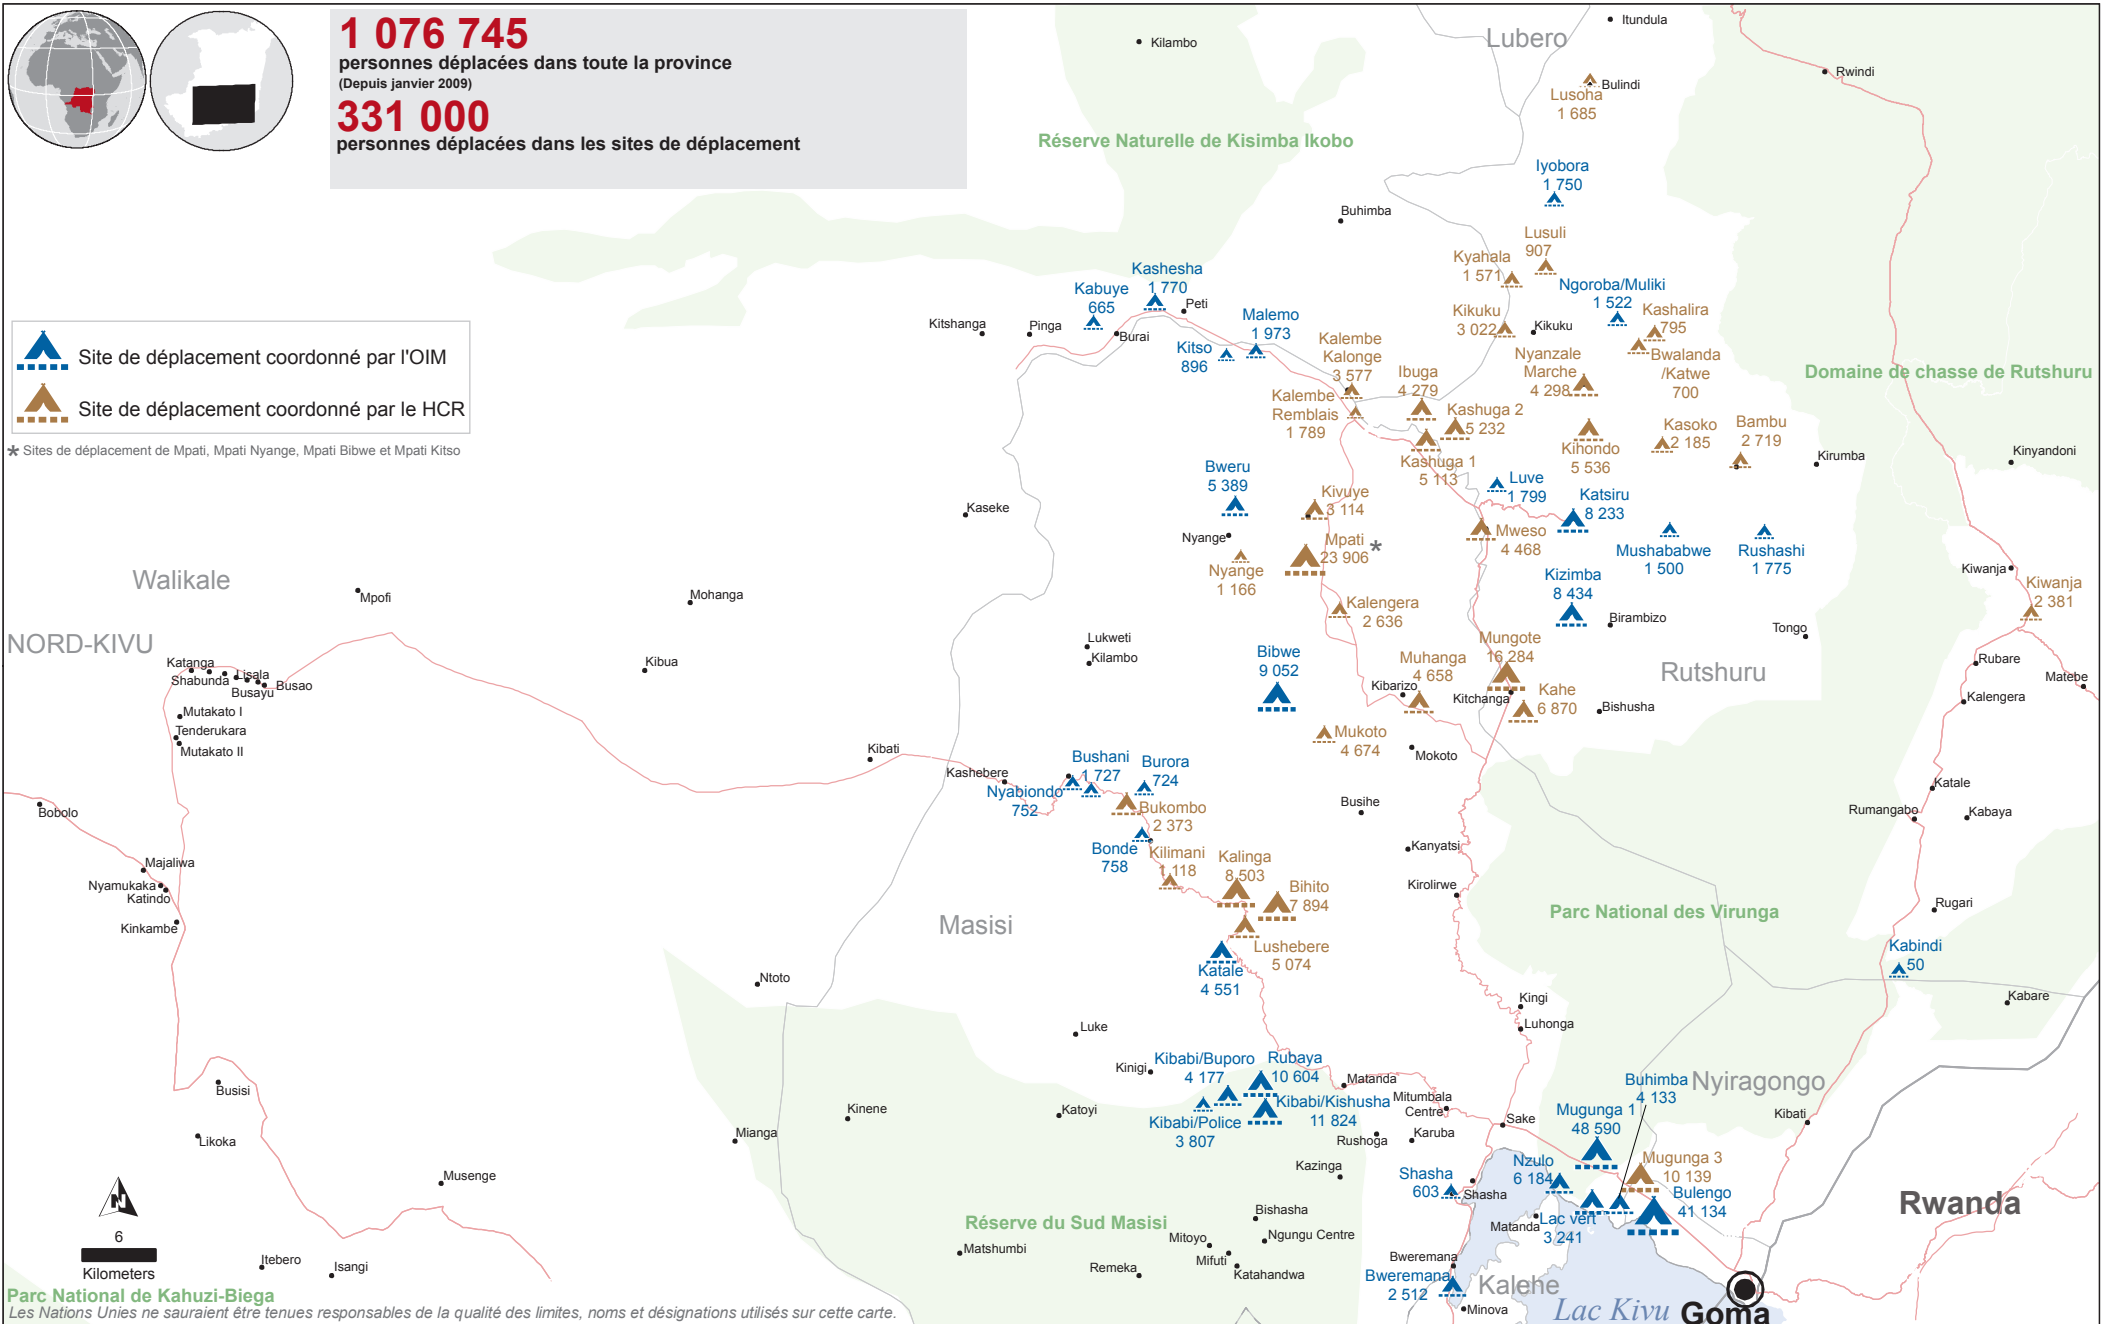 1 076 745
personnes déplacées dans toute la province
(Depuis janvier 2009)
331 000
personnes déplacées dans les sites de déplacement
Site de déplacement coordonné par l'OIM
Site de déplacement coordonné par le HCR
* Sites de déplacement de Mpati, Mpati Nyange, Mpati Bibwe et Mpati Kitso
Kilambo
Lubero
Itundula
Rwindi
Bulindi
Lusoha
1 685
Réserve Naturelle de Kisimba Ikobo
Iyobora
1 750
Buhimba
Lusuli
907
Kyahala
1 571
Kashesha
1 770
Kabuye
665
Peti
Ngoroba/Muliki
1 522
Kashalira
795
Kitshanga
Pinga
Burai
Malemo
1 973
Kitso
896
Kikuku
3 022
Kikuku
Kalembe
Kalonge
3 577
Nyanzale
Marche
4 298
Bwalanda
/Katwe
700
Domaine de chasse de Rutshuru
Ibuga
4 279
Kalembe
Remblais
1 789
Kashuga 2
5 232
Kasoko
2 185
Bambu
2 719
Kihondo
5 536
Kirumba
Kinyandoni
Kashuga 1
5 113
Bweru
5 389
Luve
1 799
Katsiru
8 233
Kivuye
3 114
Kaseke
Nyange
Mpati
23 906 *
Mweso
4 468
Mushababwe
1 500
Rushashi
1 775
Nyange
1 166
Kizimba
8 434
Kiwanja
Kiwanja
2 381
Walikale
Mpofi
Mohanga
Kalengera
2 636
Birambizo
Tongo
NORD-KIVU
Lukweti
Kilambo
Mungote
16 284
Bibwe
9 052
Muhanga
4 658
Rutshuru
Rubare
Katanga
Shabunda
Lisala
Busayu
Busao
Kibua
Kibarizo
Kitchanga
Kahe
6 870
Bishusha
Matebe
Kalengera
Mutakato I
Tenderukara
Mutakato II
Mukoto
4 674
Mokoto
Kibati
Kashebere
Bushani
1 727
Burora
724
Nyabiondo
752
Bukombo
2 373
Busihe
Katale
Rumangabo
Kabaya
Bobolo
Bonde
758
Kilimani
1 118
Kalinga
8 503
Kanyatsi
Majaliwa
Nyamukaka
Katindo
Bihito
7 894
Kirolirwe
Kinkambe
Masisi
Parc National des Virunga
Rugari
Lushebere
5 074
Katale
4 551
Kabindi
50
Ntoto
Kabare
Kingi
Luhonga
Luke
Kinigi
Kibabi/Buporo
4 177
Rubaya
10 604
Matanda
Busisi
Kinene
Katoyi
Kibabi/Kishusha
11 824
Kibabi/Police
3 807
Mitumbala
Centre
Buhimba
4 133
Nyiragongo
Kibati
Mugunga 1
48 590
Likoka
Mianga
Rushoga
Karuba
Sake
Musenge
Kazinga
Shasha
603
Shasha
Nzulo
6 184
Mugunga 3
10 139
Bulengo
41 134
Rwanda
Réserve du Sud Masisi
Bishasha
Ngungu Centre
Matanda
Lac vert
3 241
N
6
Kilometers
Itebero
Isangi
Matshumbi
Mitoyo
Mifuti
Katahandwa
Remeka
Bweremana
Bweremana
2 512
Kalehe
Minova
Lac Kivu
Goma
Parc National de Kahuzi-Biega
Les Nations Unies ne sauraient être tenues responsables de la qualité des limites, noms et désignations utilisés sur cette carte.